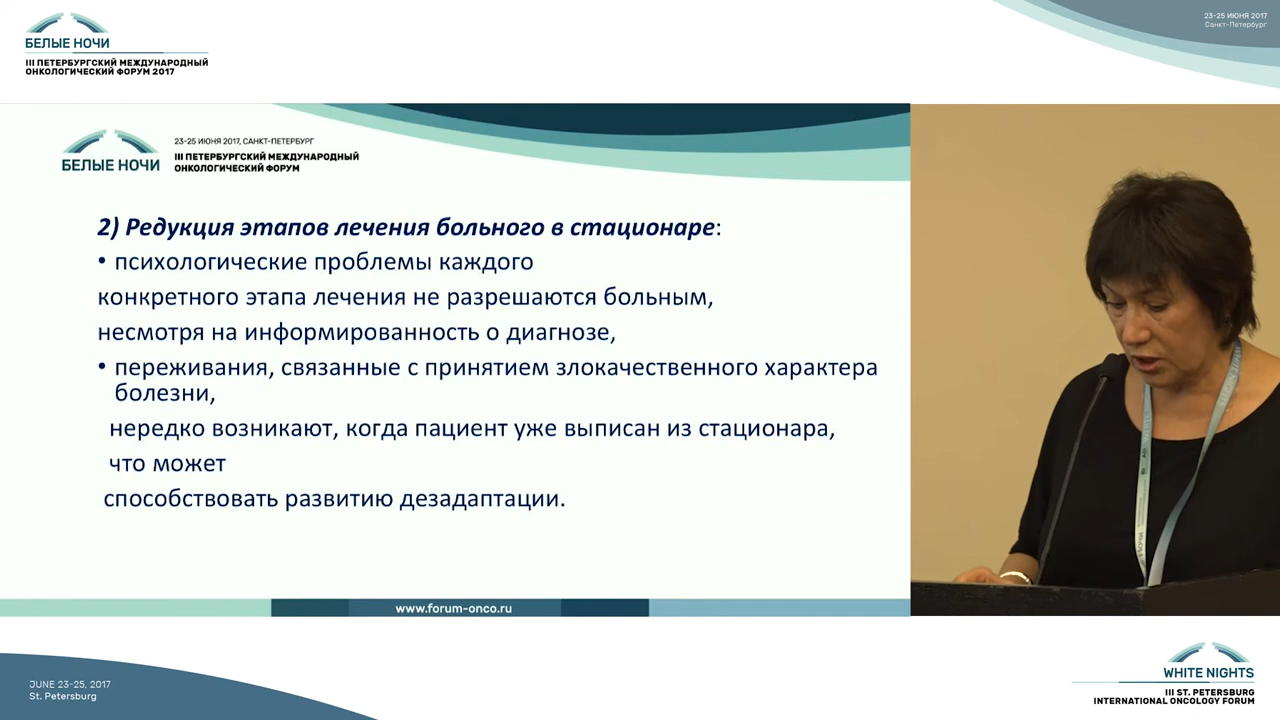 БЕЛЫЕ НОЧИ
III ПЕТЕРБУРГСКИЙ МЕЖДУНАРОДНЫЙ
ОНКОЛОГИЧЕСКИЙ ФОРУМ 2017
23-25 ИЮНЯ 2017
Санкт-Петербург
БЕЛЫЕ НОЧИ
23-25 ИЮНЯ 2017, САНКТ-ПЕТЕРБУРГ
III ПЕТЕРБУРГСКИЙ МЕЖДУНАРОДНЫЙ
ОНКОЛОГИЧЕСКИЙ ФОРУМ
2) Редукция этапов лечения больного в стационаре:
• психологические проблемы каждого
конкретного этапа лечения не разрешаются больным,
несмотря на информированность о диагнозе,
• переживания, связанные с принятием злокачественного характера
болезни,
нередко возникают, когда пациент уже выписан из стационара,
что может
способствовать развитию дезадаптации.
www.forum-onco.ru
JUNE 23-25, 2017
St. Petersburg
WHITE NIGHTS
III ST. PETERSBURG
INTERNATIONAL ONCOLOGY FORUM